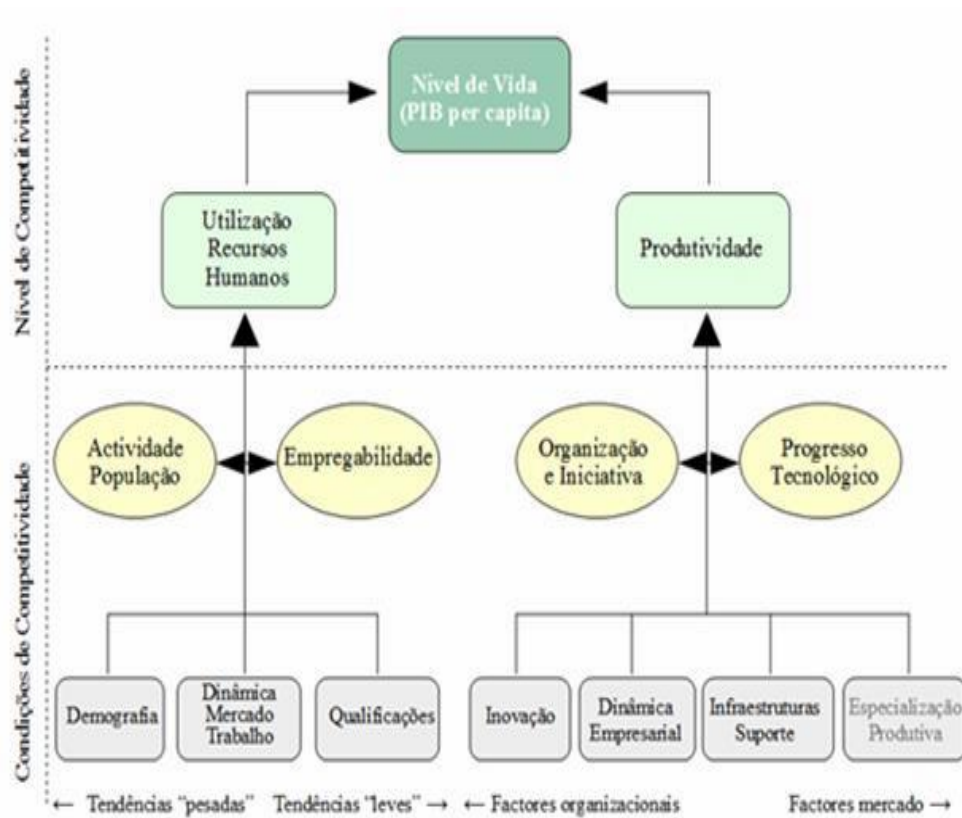 Nível de Competitividade
Nível de Vida
(PIB per capita)
Utilização
Recursos
Humanos
Produtividade
Condições de Competitividade
Actividade
População
Empregabilidade
Organização
e Iniciativa
Progresso
Tecnológico
Demografia
Dinâmica
Mercado
Trabalho
Qualificações
Inovação
Dinâmica
Empresarial
Infraestruturas
Suporte
Especialização
Produtiva
← Tendências "pesadas"
Tendências "leves" →
← Factores organizacionais
Factores mercado →